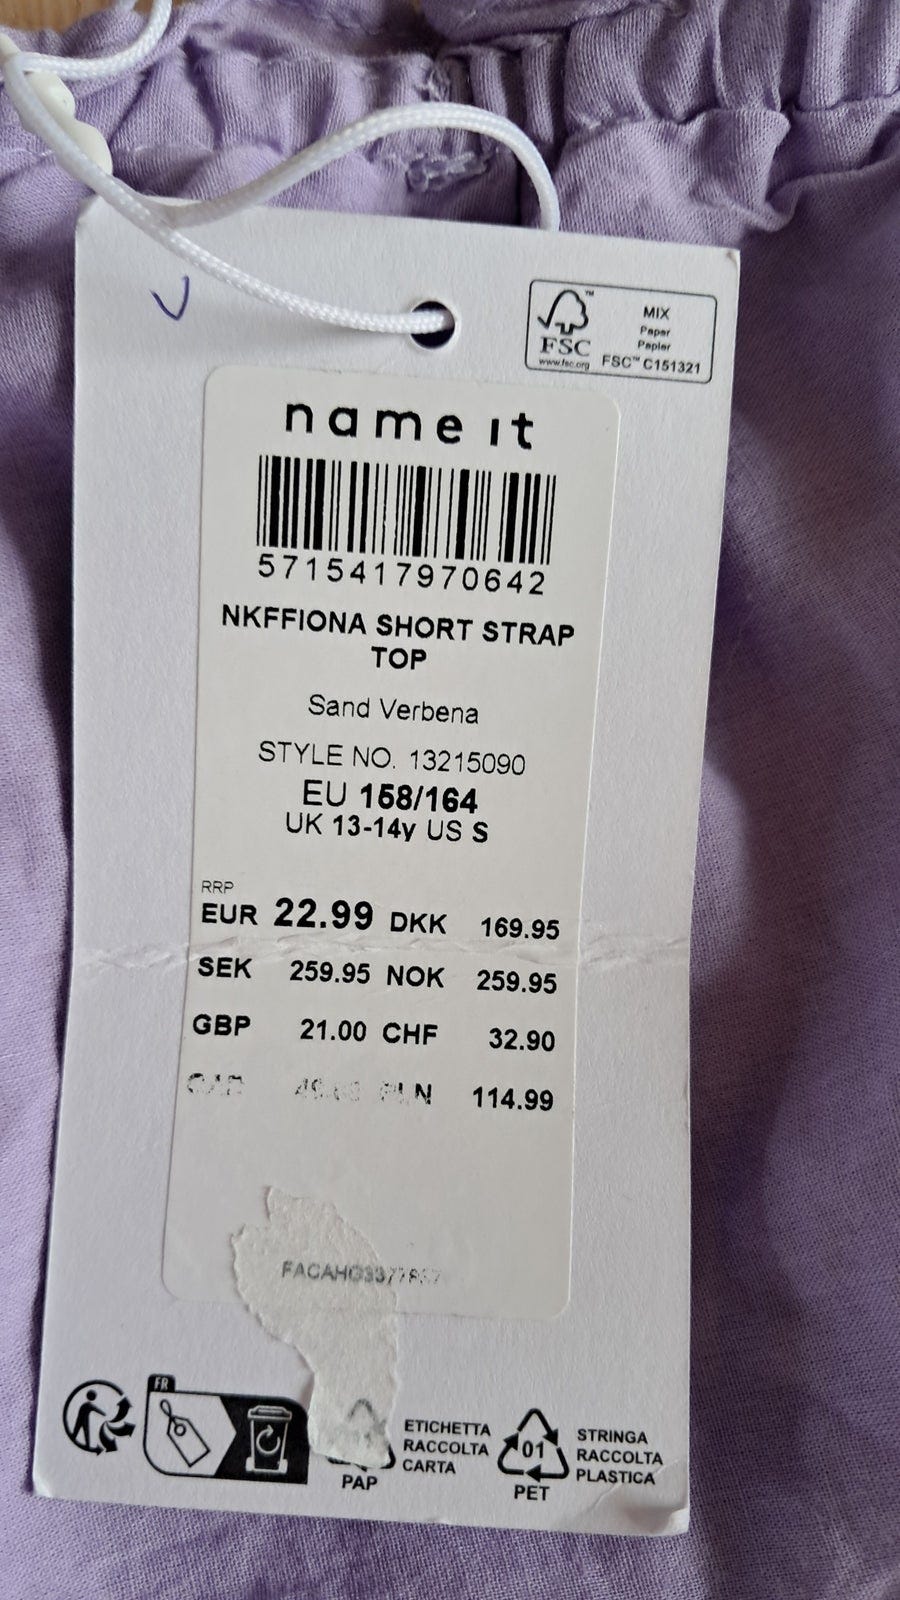 MIX
Paper
Papier
FSC
www.fsc.org FSC™ C151321
name it
5715417970642
NKFFIONA SHORT STRAP
TOP
Sand Verbena
STYLE NO. 13215090
EU 158/164
UK 13-14y US S
RRP
EUR 22.99 DKK 169.95
SEK 259.95 NOK 259.95
GBP 21.00 CHF 32.90
PLN 114.99
FR
ETICHETTA
RACCOLTA
CARTA
PAP
01
PET
STRINGA
RACCOLTA
PLASTICA